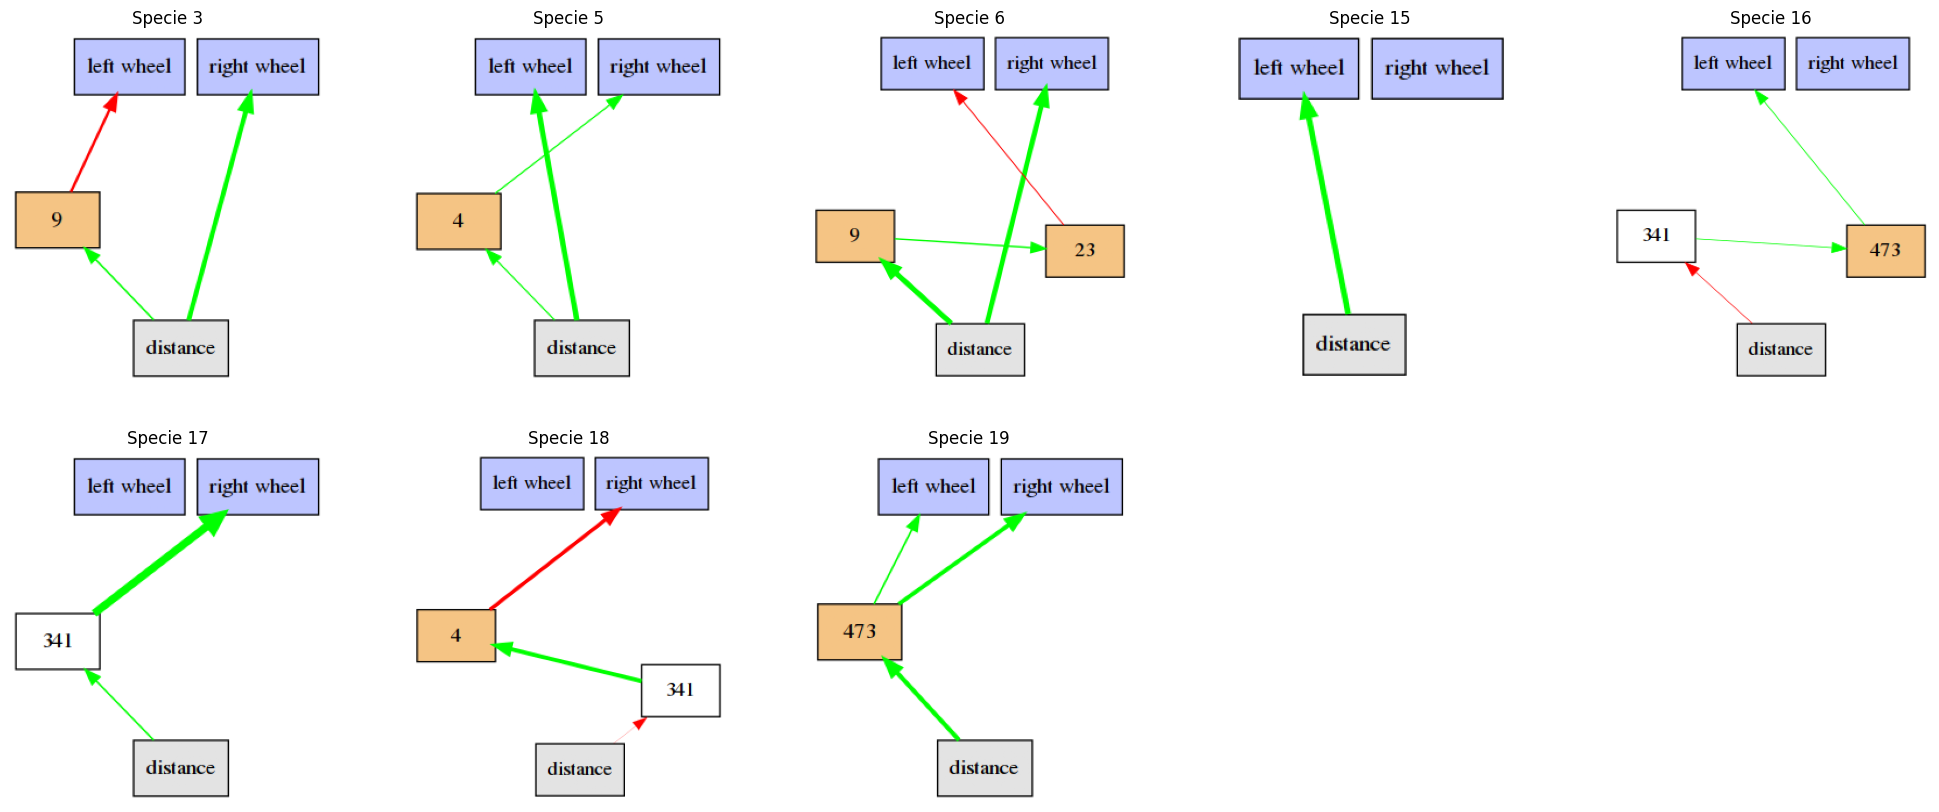 Specie 3
left wheel right wheel
9
distance
Specie 5
left wheel right wheel
4
distance
Specie 6
left wheel right wheel
9
23
distance
Specie 15
left wheel right wheel
distance
Specie 16
left wheel right wheel
341
473
distance
Specie 17
left wheel right wheel
341
distance
Specie 18
left wheel right wheel
4
341
distance
Specie 19
left wheel right wheel
473
distance